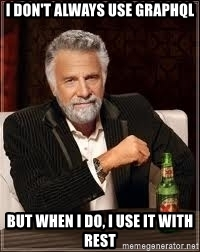 I DON'T ALWAYS USE GRAPHQL
BUT WHEN I DO, I USE IT WITH
REST
memegenerator.net